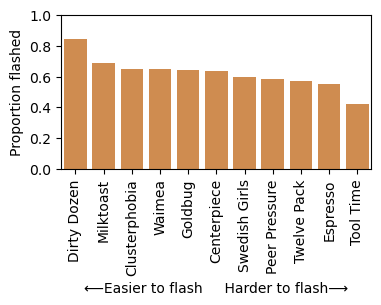 Proportion flashed
1.0
0.8
0.6
0.4
0.2
0.0
Dirty Dozen
Milktoast
Clusterphobia
Waimea
Goldbug
Centerpiece
Swedish Girls
Peer Pressure
Twelve Pack
Espresso
Tool Time
⟵Easier to flash Harder to flash⟶